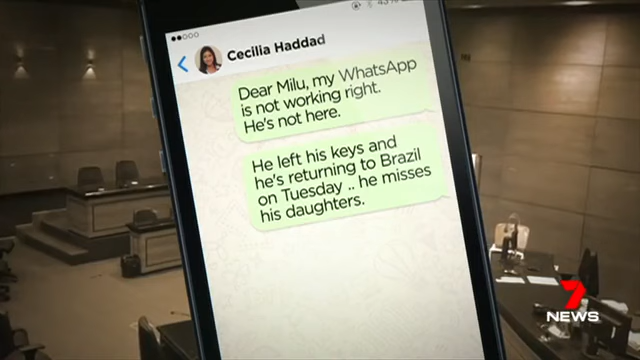 43%
Cecilia Haddad
Dear Milu, my WhatsApp
is not working right.
He's not here.
He left his keys and
he's returning to Brazil
on Tuesday .. he misses
his daughters.
7
NEWS